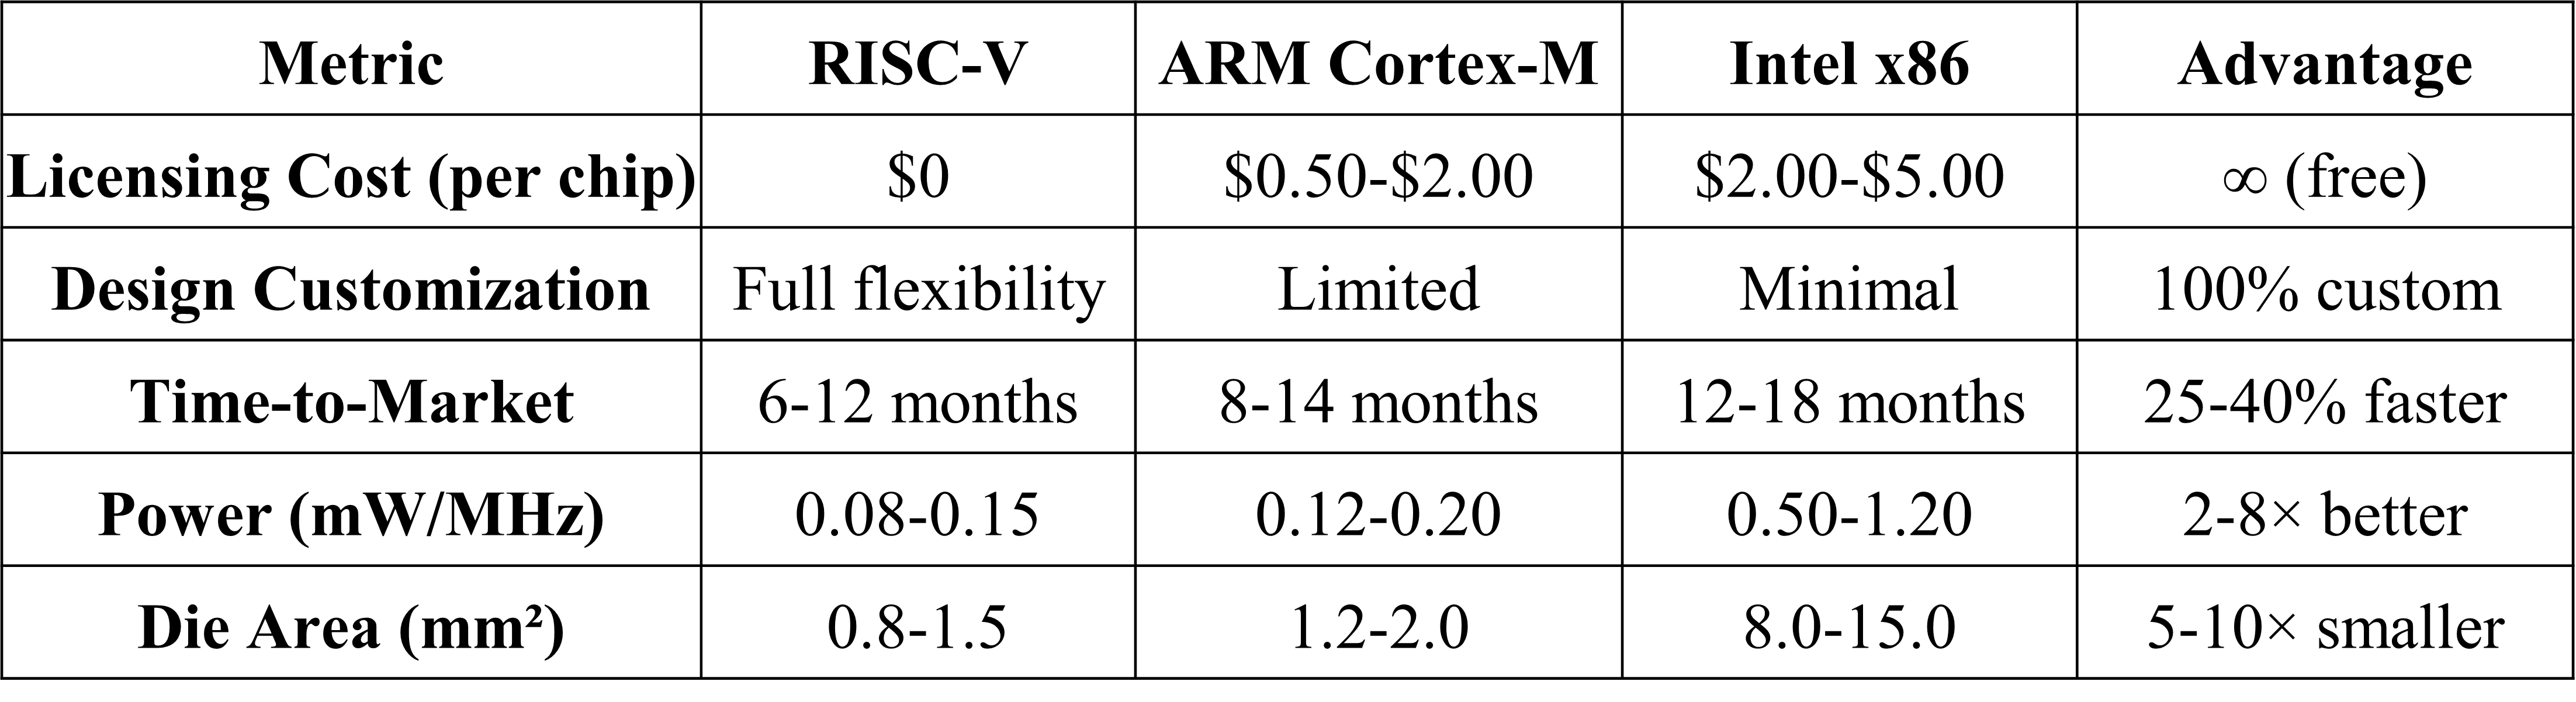 Metric RISC-V ARM Cortex-M Intel x86 Advantage
Licensing Cost (per chip) $0 $0.50-$2.00 $2.00-$5.00 ∞ (free)
Design Customization Full flexibility Limited Minimal 100% custom
Time-to-Market 6-12 months 8-14 months 12-18 months 25-40% faster
Power (mW/MHz) 0.08-0.15 0.12-0.20 0.50-1.20 2-8× better
Die Area (mm²) 0.8-1.5 1.2-2.0 8.0-15.0 5-10× smaller